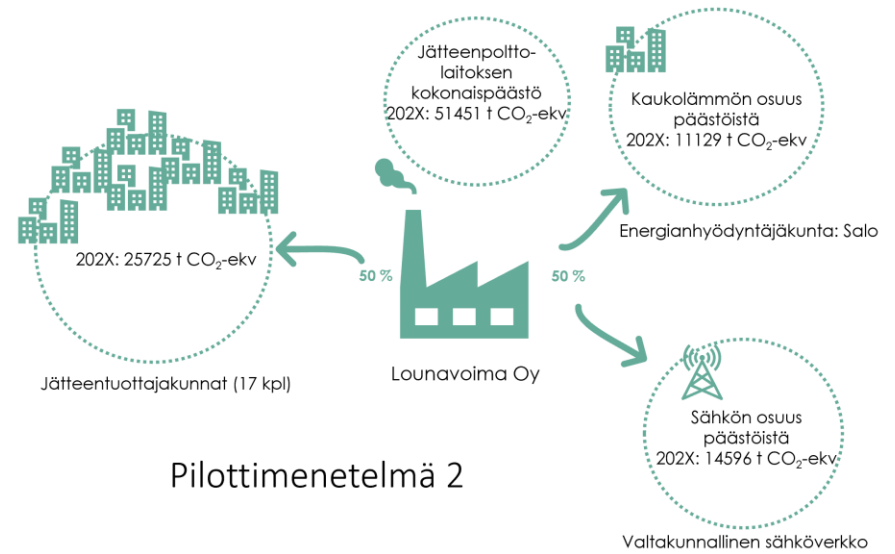 Jätteenpoltto-
laitoksen
kokonaispäästö
202X: 51451 t CO₂-ekv
Kaukolämmön osuus
päästöistä
202X: 11129 t CO₂-ekv
Energianhyödyntäjäkunta: Salo
202X: 25725 t CO₂-ekv
50 %
50 %
Jätteentuottajakunnat (17 kpl)
Lounavoima Oy
Sähkön osuus
päästöistä
202X: 14596 t CO₂-ekv
Pilottimenetelmä 2
Valtakunnallinen sähköverkko